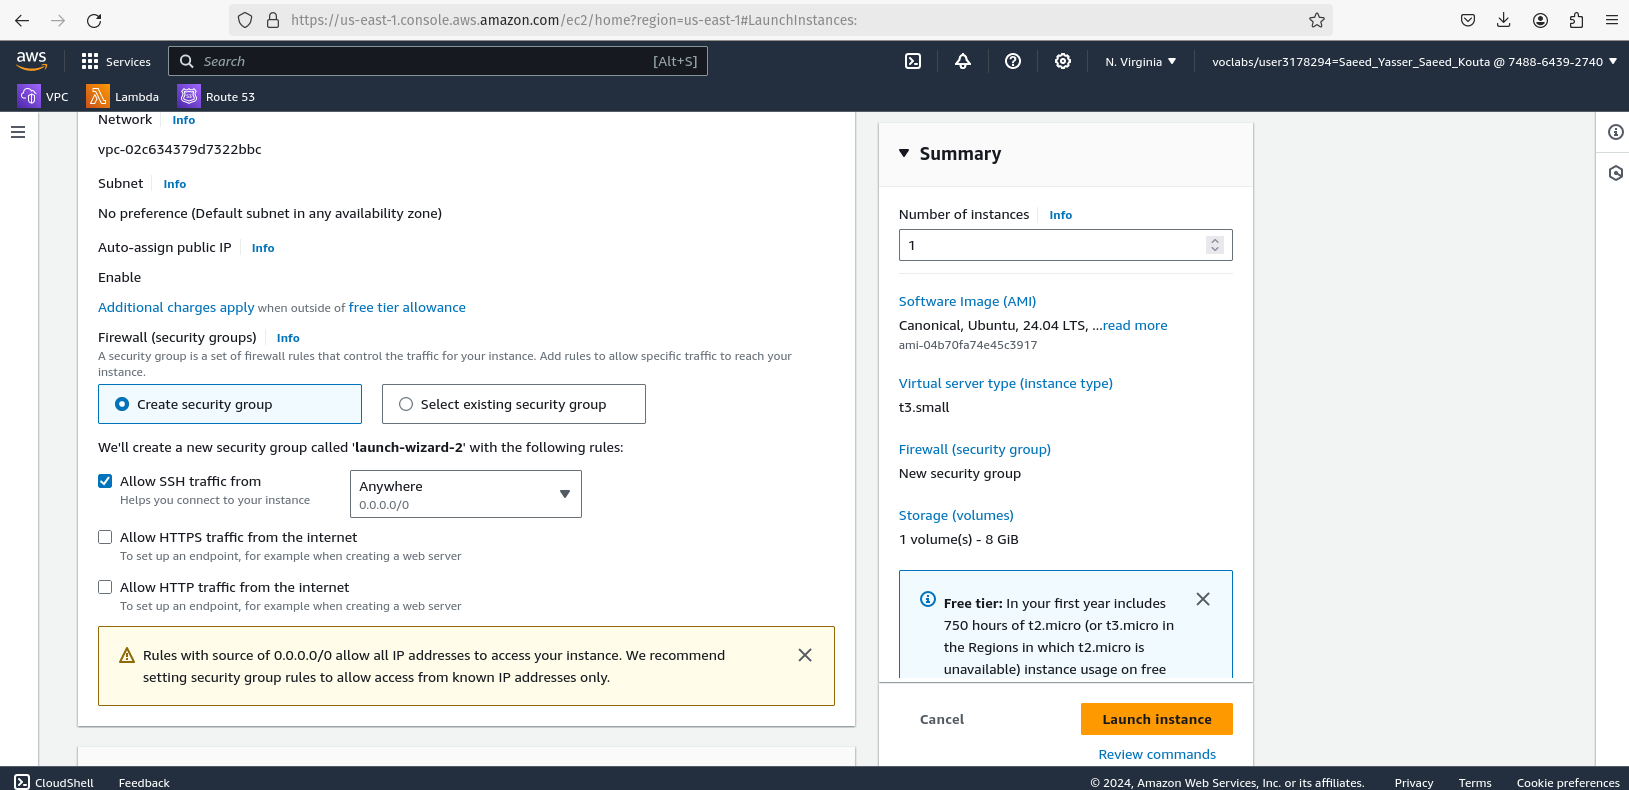 https://us-east-1.console.aws.amazon.com/ec2/home?region=us-east-1#LaunchInstances:
aws
Services
Search
[Alt+S]
N. Virginia
voclabs/user3178294=Saeed_Yasser_Saeed_Kouta @ 7488-6439-2740
VPC
Lambda
Route 53
Network
Info
vpc-02c634379d7322bbc
Subnet
Info
No preference (Default subnet in any availability zone)
Auto-assign public IP
Info
Enable
Additional charges apply when outside of free tier allowance
Firewall (security groups)
Info
A security group is a set of firewall rules that control the traffic for your instance. Add rules to allow specific traffic to reach your
instance.
Create security group
Select existing security group
We'll create a new security group called 'launch-wizard-2' with the following rules:
Allow SSH traffic from
Helps you connect to your instance
Anywhere
0.0.0.0/0
Allow HTTPS traffic from the internet
To set up an endpoint, for example when creating a web server
Allow HTTP traffic from the internet
To set up an endpoint, for example when creating a web server
Rules with source of 0.0.0.0/0 allow all IP addresses to access your instance. We recommend
setting security group rules to allow access from known IP addresses only.
Summary
Number of instances
Info
1
Software Image (AMI)
Canonical, Ubuntu, 24.04 LTS, ...read more
ami-04b70fa74e45c3917
Virtual server type (instance type)
t3.small
Firewall (security group)
New security group
Storage (volumes)
1 volume(s) - 8 GiB
Free tier: In your first year includes
750 hours of t2.micro (or t3.micro in
the Regions in which t2.micro is
unavailable) instance usage on free
Cancel
Launch instance
Review commands
CloudShell
Feedback
© 2024, Amazon Web Services, Inc. or its affiliates.
Privacy
Terms
Cookie preferences